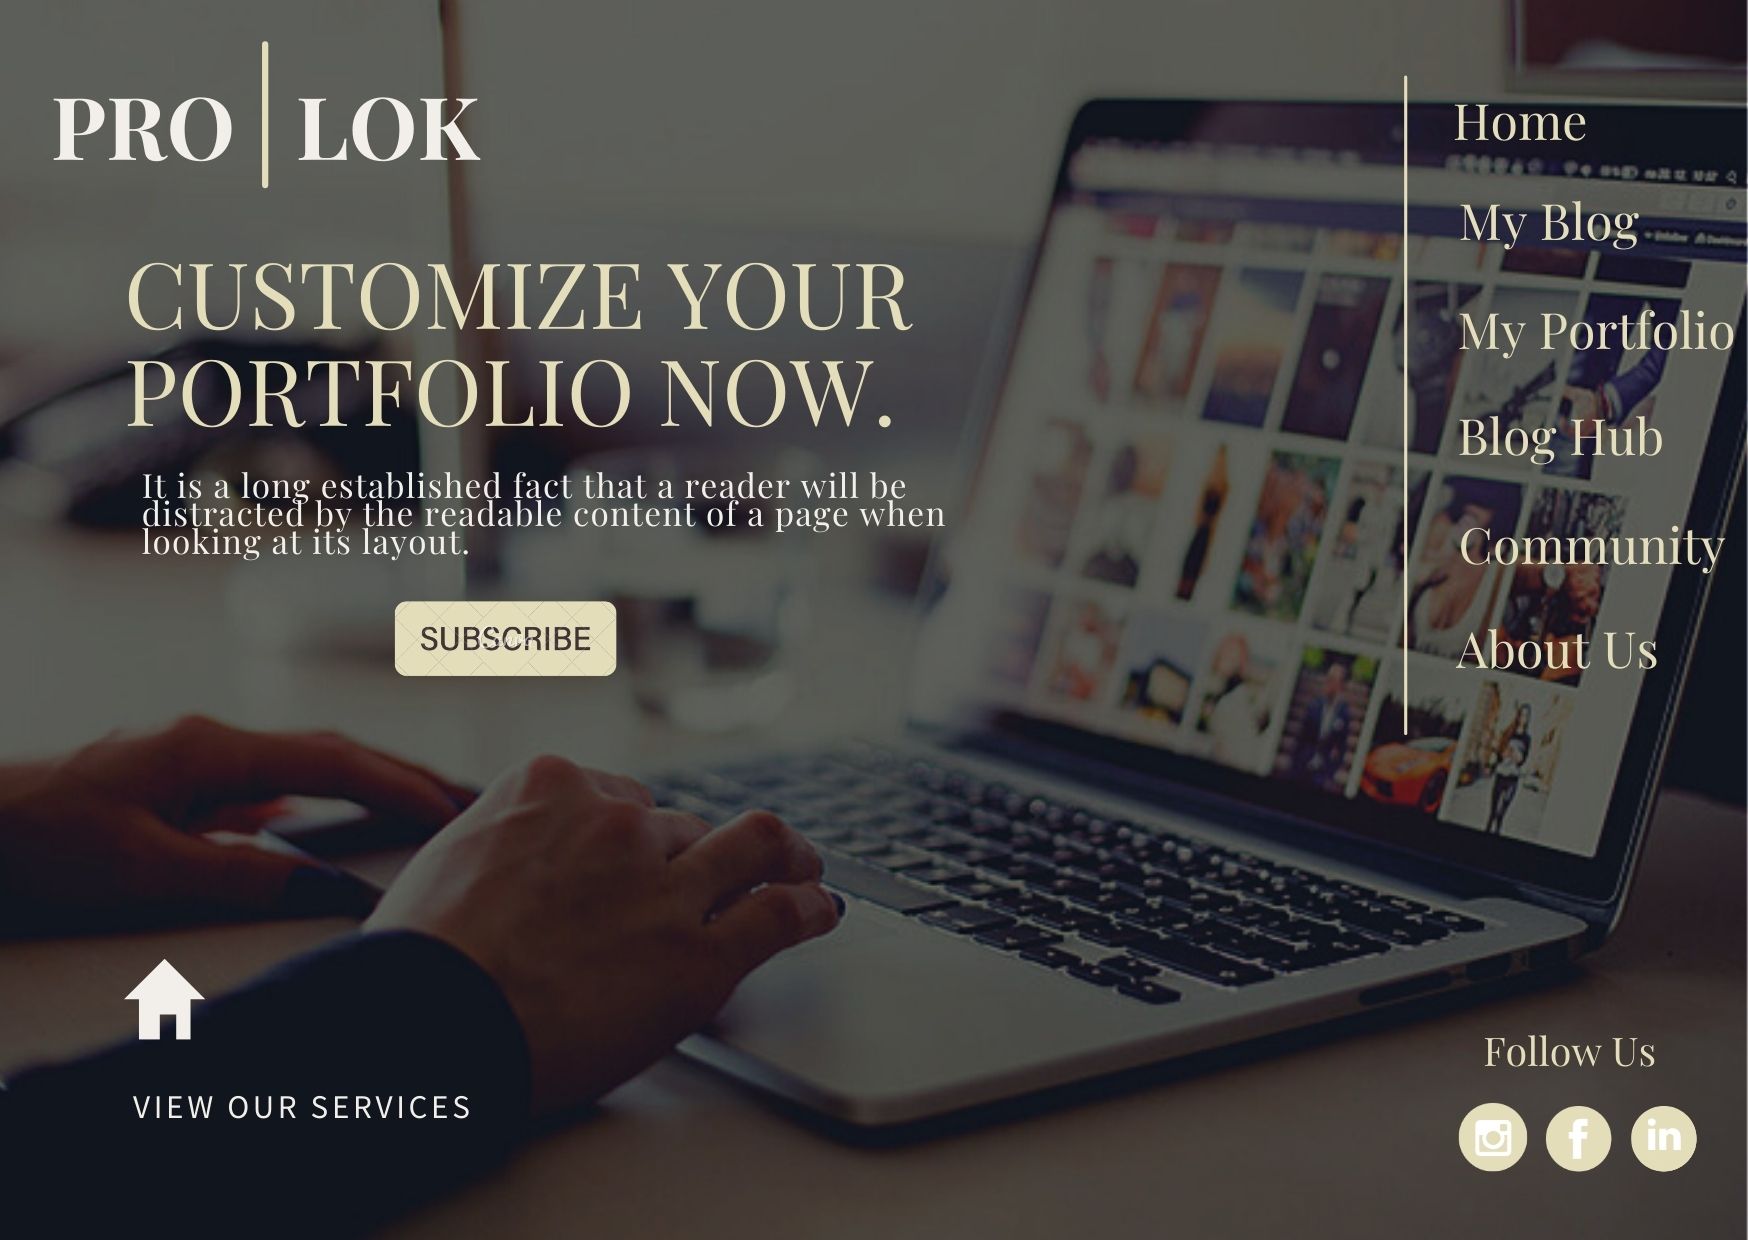 PRO LOK
Home
My Blog
My Portfolio
Blog Hub
Community
About Us
CUSTOMIZE YOUR
PORTFOLIO NOW.
It is a long established fact that a reader will be
distracted by the readable content of a page when
looking at its layout.
SUBSCRIBE
VIEW OUR SERVICES
Follow Us
f
in